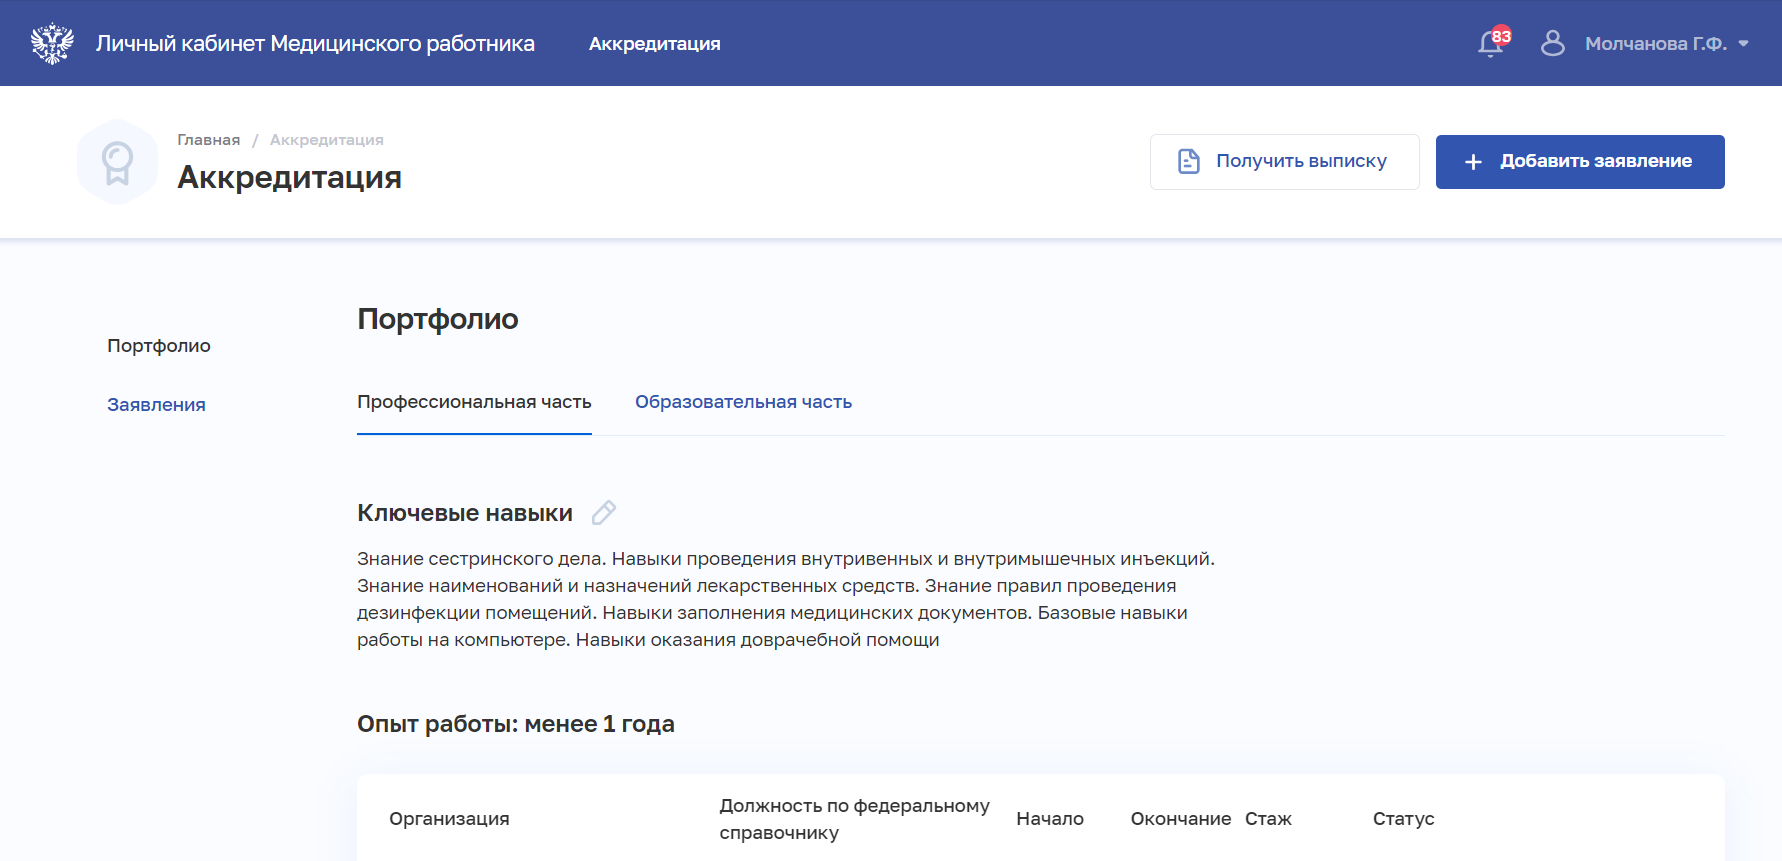 Личный кабинет Медицинского работника
Аккредитация
83
Молчанова Г.Ф.
Главная / Аккредитация
Аккредитация
Получить выписку
+ Добавить заявление
Портфолио
Заявления
Портфолио
Профессиональная часть
Образовательная часть
Ключевые навыки
Знание сестринского дела. Навыки проведения внутривенных и внутримышечных инъекций.
Знание наименований и назначений лекарственных средств. Знание правил проведения
дезинфекции помещений. Навыки заполнения медицинских документов. Базовые навыки
работы на компьютере. Навыки оказания доврачебной помощи
Опыт работы: менее 1 года
Организация
Должность по федеральному
справочнику
Начало
Окончание
Стаж
Статус